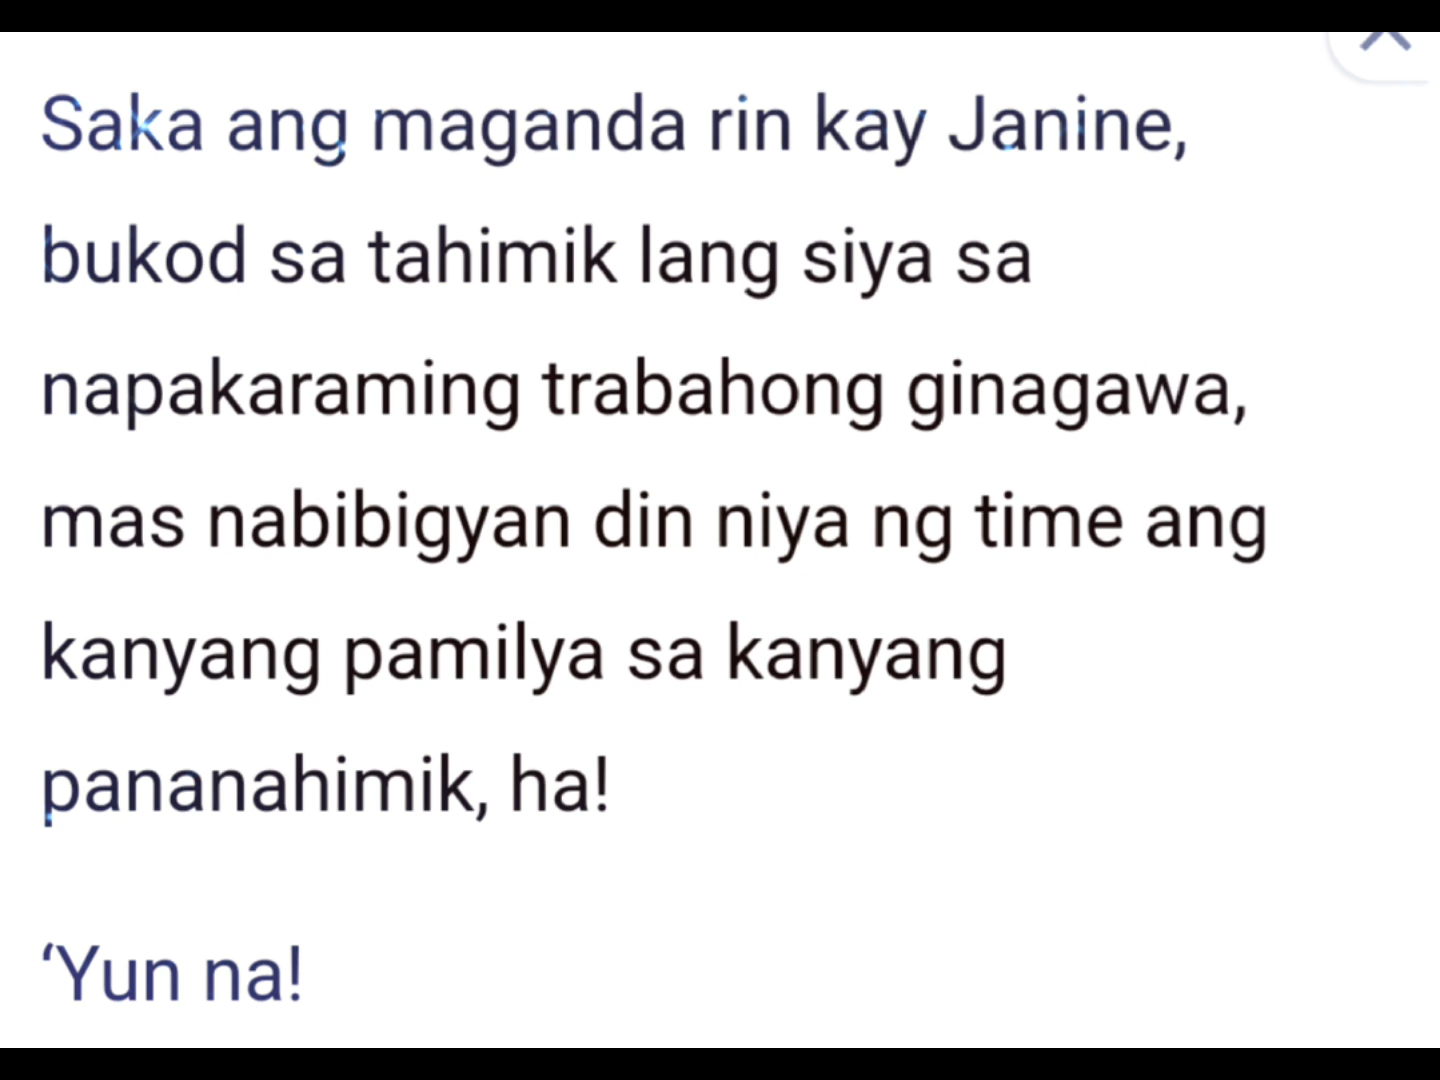 Saka ang maganda rin kay Janine,
bukod sa tahimik lang siya sa
napakaraming trabahong ginagawa,
mas nabibigyan din niya ng time ang
kanyang pamilya sa kanyang
pananahimik, ha!
‘Yun na!